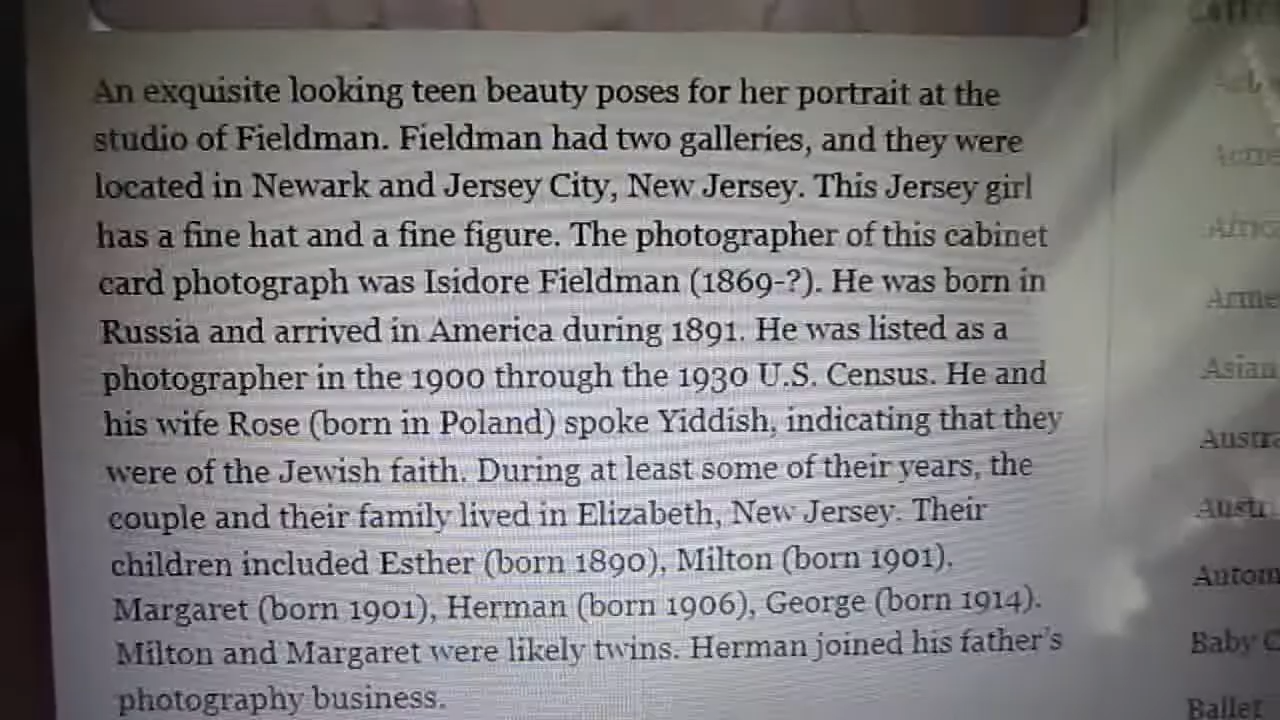 An exquisite looking teen beauty poses for her portrait at the
studio of Fieldman. Fieldman had two galleries, and they were
located in Newark and Jersey City, New Jersey. This Jersey girl
has a fine hat and a fine figure. The photographer of this cabinet
card photograph was Isidore Fieldman (1869-?). He was born in
Russia and arrived in America during 1891. He was listed as a
photographer in the 1900 through the 1930 U.S. Census. He and
his wife Rose (born in Poland) spoke Yiddish, indicating that they
were of the Jewish faith. During at least some of their years, the
couple and their family lived in Elizabeth, New Jersey. Their
children included Esther (born 1890), Milton (born 1901),
Margaret (born 1901), Herman (born 1906), George (born 1914).
Milton and Margaret were likely twins. Herman joined his father's
photography business.
Arme
Asian
Austra
Autom
Baby C
Ballet